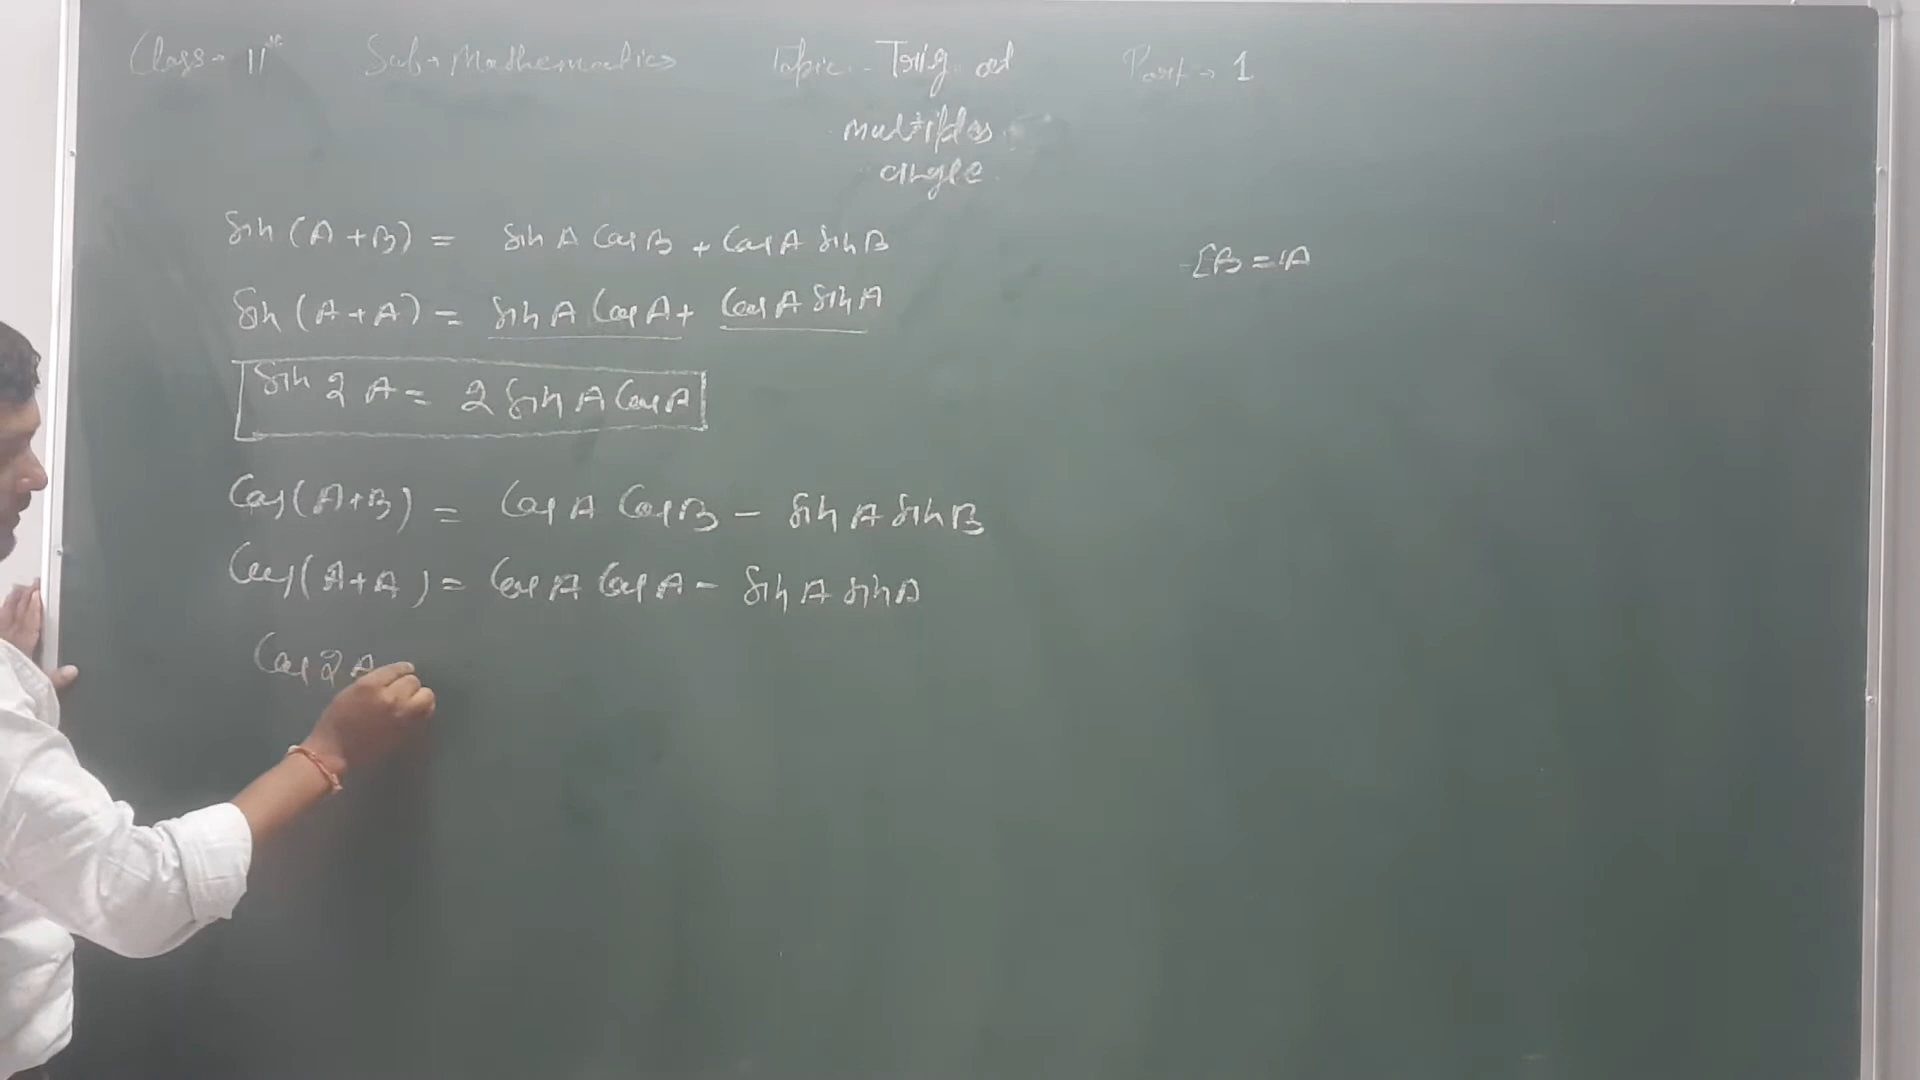 Class - 11th Sub → Mathematics Topic - Trig at Part → 1
multiples
angle
Sin (A+B) = Sin A Cos B + Cos A Sin B [B = A
Sin (A+A) = Sin A Cos A + Cos A Sin A
Sin 2A = 2 Sin A Cos A
Cos (A+B) = Cos A Cos B - Sin A Sin B
Cos (A+A) = Cos A Cos A - Sin A Sin A
Cos 2A